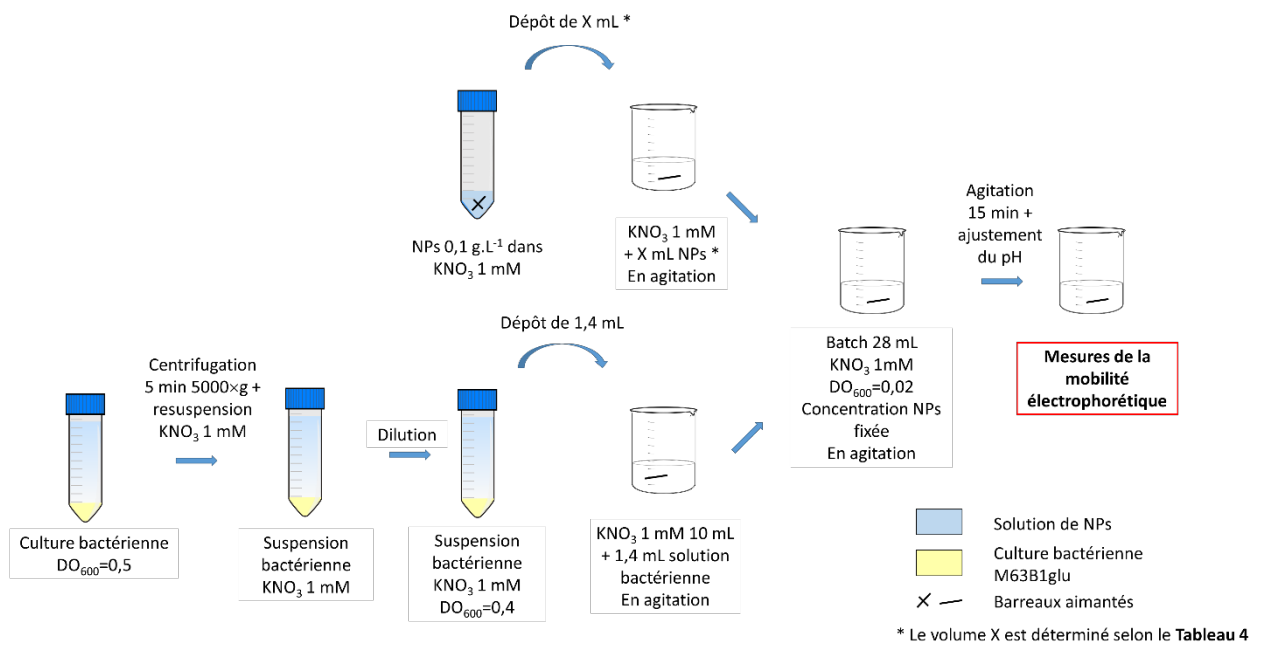 Dépôt de X mL *
NPs 0,1 g.L⁻¹ dans
KNO₃ 1 mM
KNO₃ 1 mM
+ X mL NPs *
En agitation
Agitation
15 min +
ajustement
du pH
Dépôt de 1,4 mL
Centrifugation
5 min 5000×g +
resuspension
KNO₃ 1 mM
Dilution
Culture bactérienne
DO₆₀₀=0,5
Suspension
bactérienne
KNO₃ 1 mM
Suspension
bactérienne
KNO₃ 1 mM
DO₆₀₀=0,4
KNO₃ 1 mM 10 mL
+ 1,4 mL solution
bactérienne
En agitation
Batch 28 mL
KNO₃ 1mM
DO₆₀₀=0,02
Concentration NPs
fixée
En agitation
Mesures de la
mobilité
électrophorétique
Solution de NPs
Culture bactérienne
M63B1glu
Barreaux aimantés
* Le volume X est déterminé selon le Tableau 4